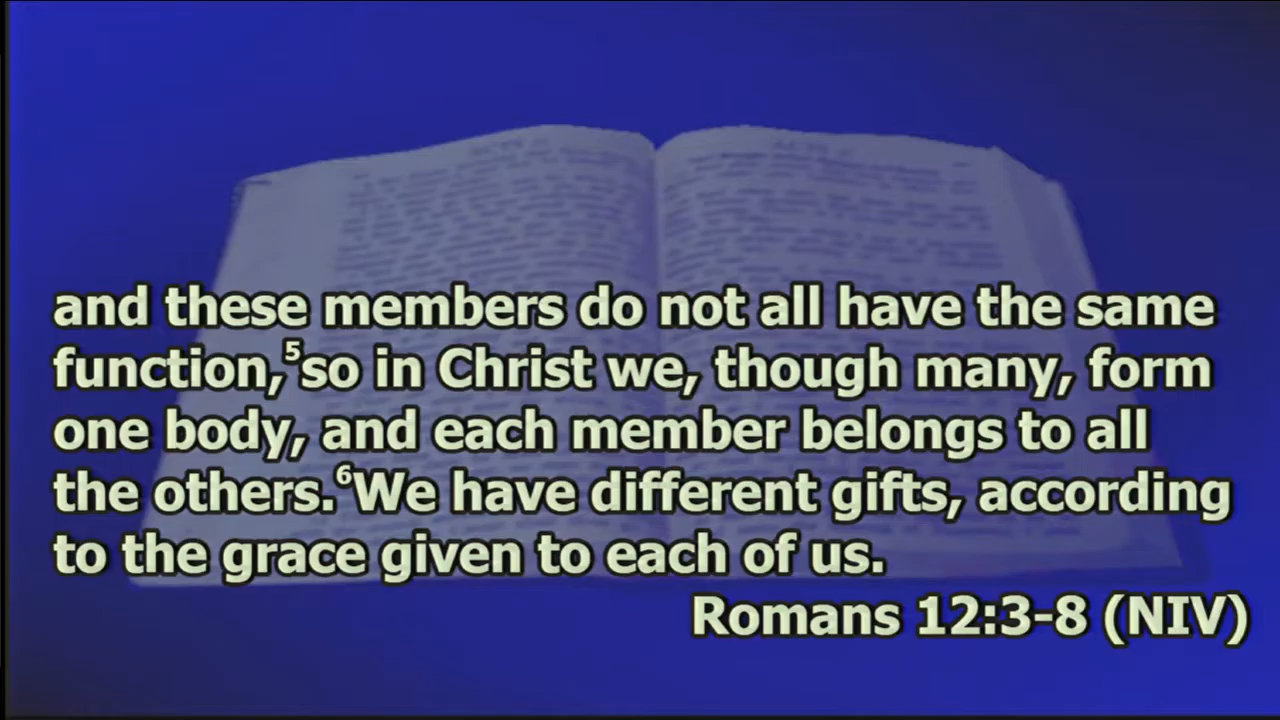 and these members do not all have the same
function,⁵so in Christ we, though many, form
one body, and each member belongs to all
the others.⁶We have different gifts, according
to the grace given to each of us.
Romans 12:3-8 (NIV)